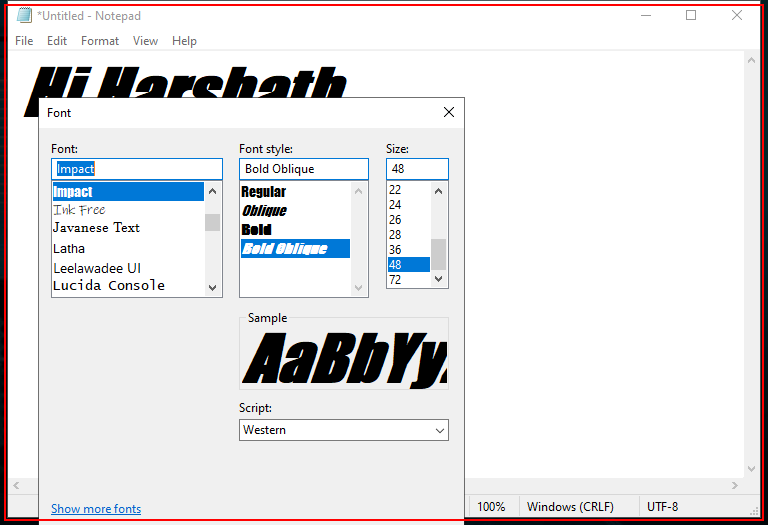 *Untitled - Notepad
File Edit Format View Help
Hi Harshath
Font
Font: Font style: Size:
Impact Bold Oblique 48
Impact Regular 22
Ink Free Oblique 24
Javanese Text Bold 26
Latha Bold Oblique 28
Leelawadee UI 36
Lucida Console 48
72
Sample
AaBbYy
Script:
Western
Show more fonts
100% Windows (CRLF) UTF-8